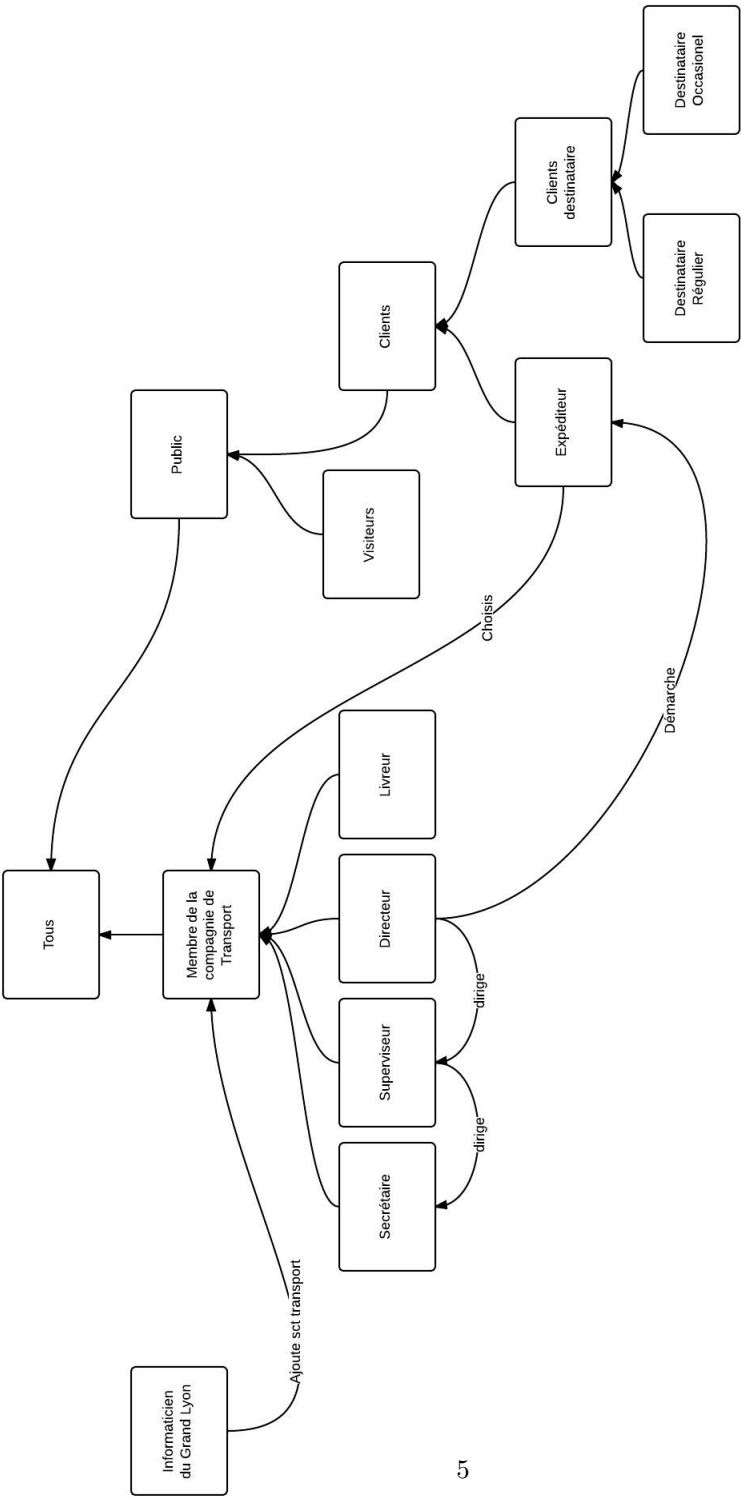 Tous
Public
Informaticien
du Grand Lyon
Membre de la
compagnie de
Transport
Ajoute sct transport
Visiteurs
Clients
Secrétaire
Superviseur
Directeur
Livreur
dirige
dirige
Choisis
Expéditeur
Clients
destinataire
Démarche
Destinataire
Régulier
Destinataire
Occasionel
5